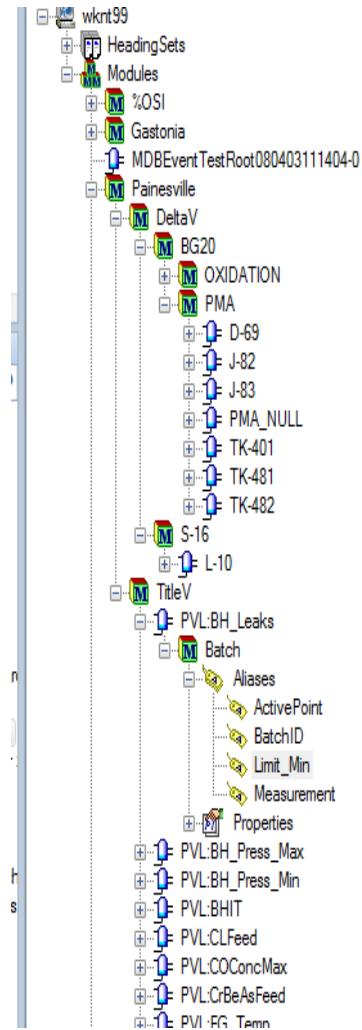 wknt99
HeadingSets
Modules
%OSI
Gastonia
MDBEventTestRoot080403111404-0
Painesville
DeltaV
BG20
OXIDATION
PMA
D-69
J-82
J-83
PMA_NULL
TK-401
TK-481
TK-482
S-16
L-10
TitleV
PVL:BH_Leaks
Batch
Aliases
ActivePoint
BatchID
Limit_Min
Measurement
Properties
PVL:BH_Press_Max
PVL:BH_Press_Min
PVL:BHIT
PVL:CLFeed
PVL:COConcMax
PVL:CrBeAsFeed
PVL:FG_Temp